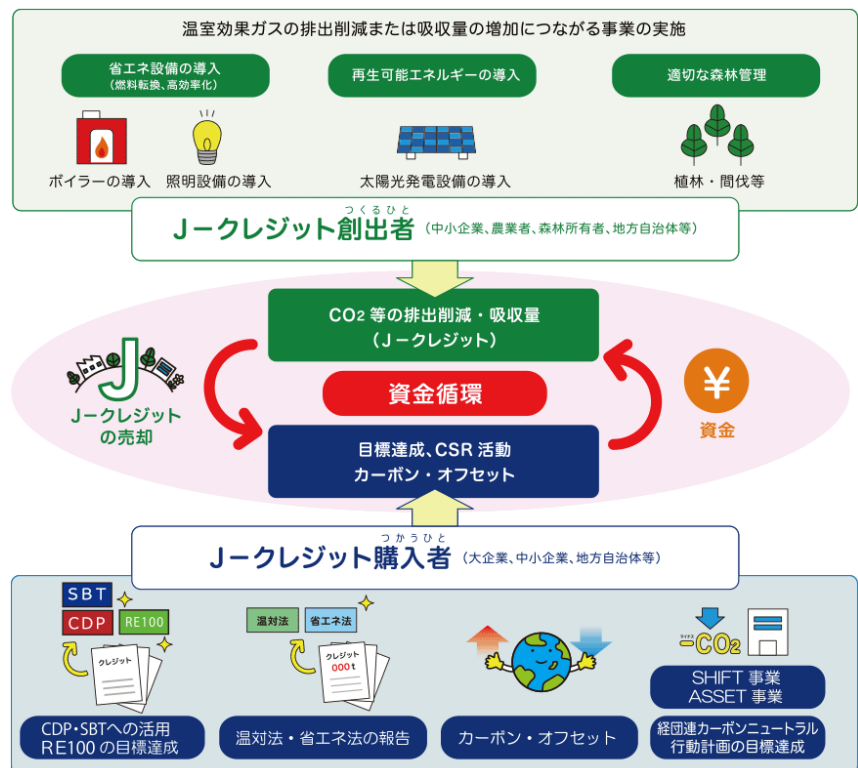 温室効果ガスの排出削減または吸収量の増加につながる事業の実施
省エネ設備の導入
(燃料転換、高効率化)
再生可能エネルギーの導入
適切な森林管理
ボイラーの導入
照明設備の導入
太陽光発電設備の導入
植林・間伐等
つくるひと
Jークレジット創出者(中小企業、農業者、森林所有者、地方自治体等)
CO2 等の排出削減・吸収量
(Jークレジット)
J
Jークレジット
の売却
資金循環
¥
資金
目標達成、CSR 活動
カーボン・オフセット
つかうひと
Jークレジット購入者(大企業、中小企業、地方自治体等)
SBT
CDP
RE100
クレジット
CDP・SBTへの活用
RE100の目標達成
温対法
省エネ法
クレジット
000t
温対法・省エネ法の報告
カーボン・オフセット
マイナス
-CO2
SHIFT 事業
ASSET 事業
経団連カーボンニュートラル
行動計画の目標達成